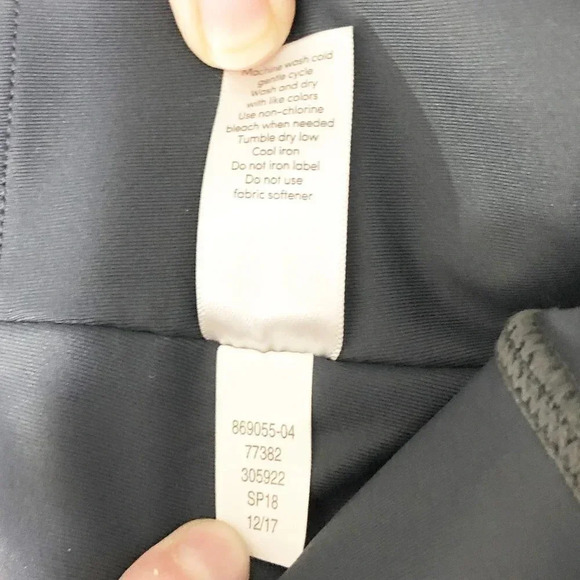 Machine wash cold
gentle cycle
Wash and dry
with like colors
Use non-chlorine
bleach when needed
Tumble dry low
Cool iron
Do not iron label
Do not use
fabric softener
869055-04
77382
305922
SP18
12/17